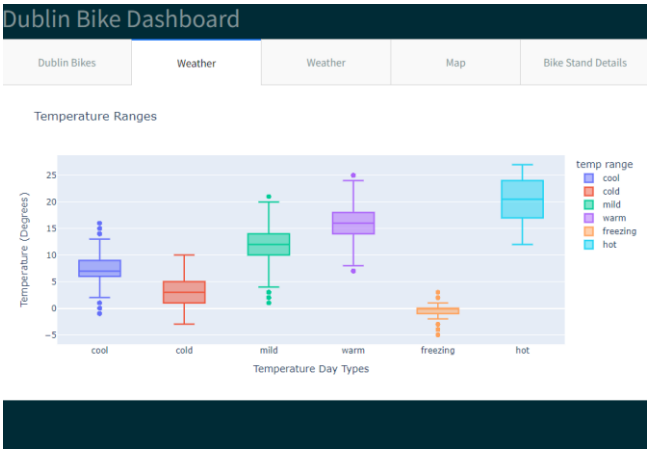 Dublin Bike Dashboard
Dublin Bikes
Weather
Weather
Map
Bike Stand Details
Temperature Ranges
Temperature (Degrees)
25
20
15
10
5
0
−5
cool
cold
mild
warm
freezing
hot
Temperature Day Types
temp range
cool
cold
mild
warm
freezing
hot